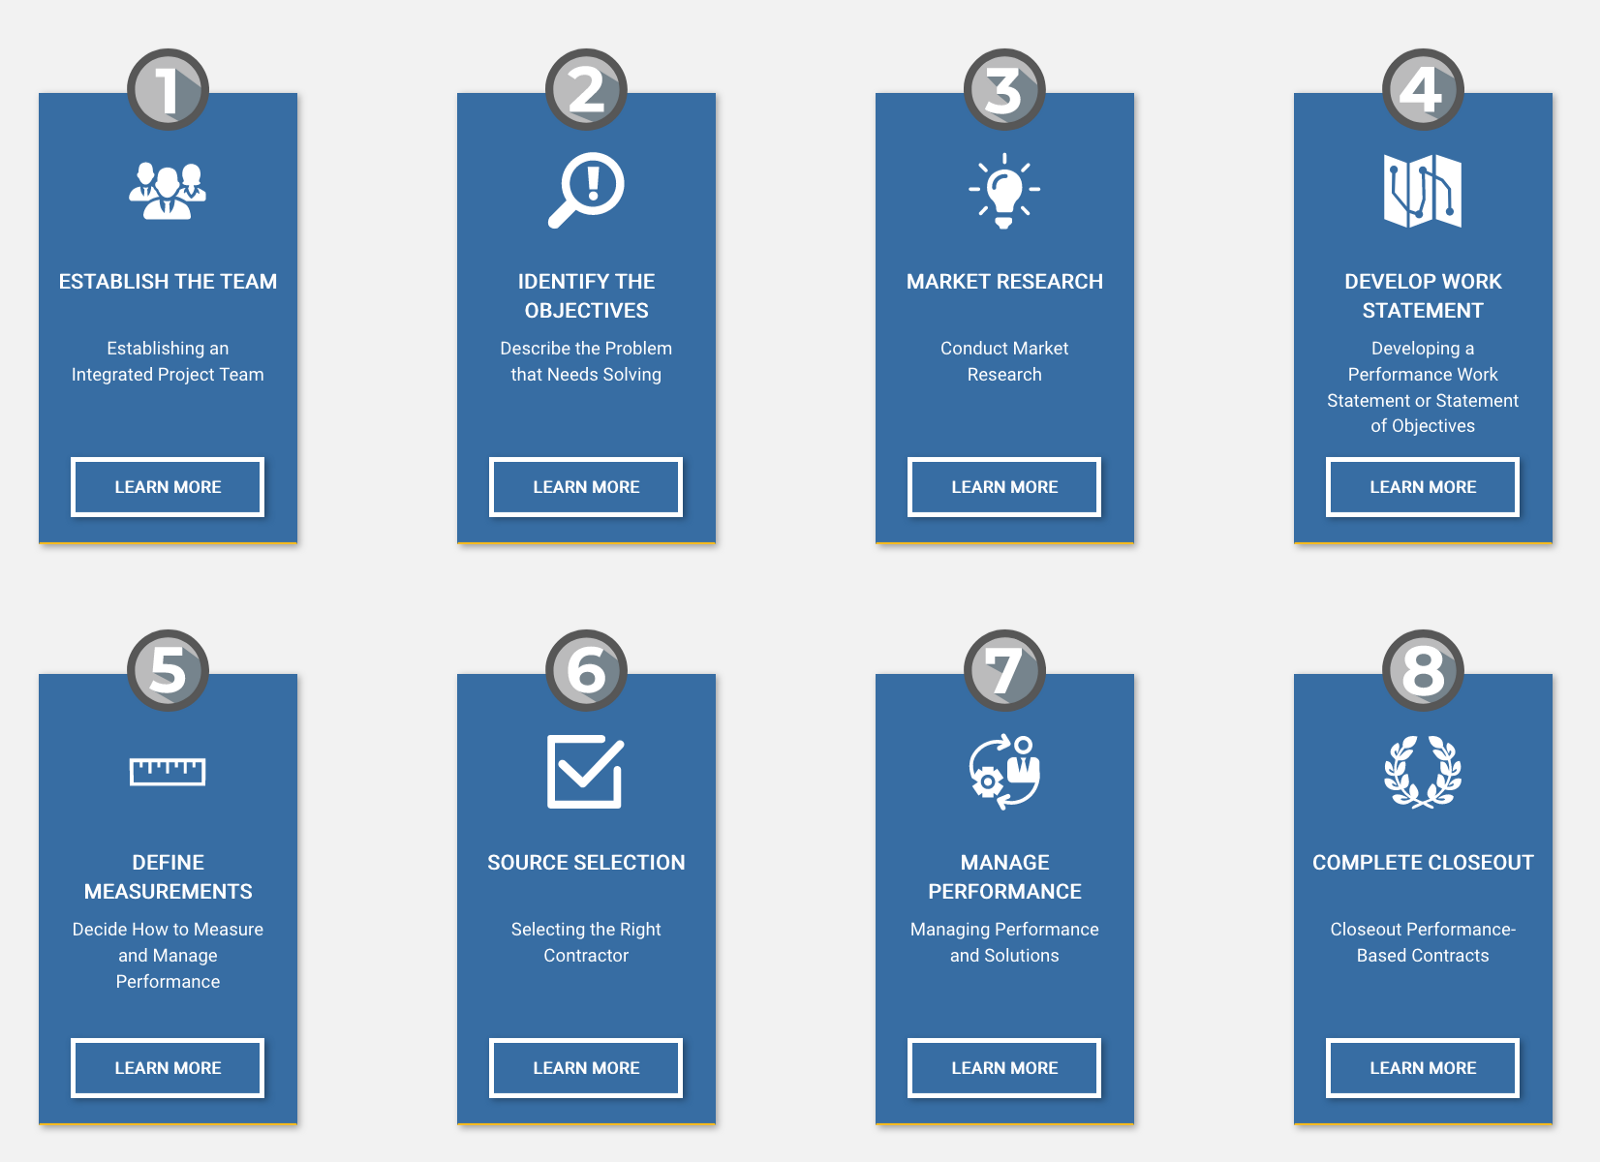 1
ESTABLISH THE TEAM
Establishing an
Integrated Project Team
LEARN MORE
2
IDENTIFY THE
OBJECTIVES
Describe the Problem
that Needs Solving
LEARN MORE
3
MARKET RESEARCH
Conduct Market
Research
LEARN MORE
4
DEVELOP WORK
STATEMENT
Developing a
Performance Work
Statement or Statement
of Objectives
LEARN MORE
5
DEFINE
MEASUREMENTS
Decide How to Measure
and Manage
Performance
LEARN MORE
6
SOURCE SELECTION
Selecting the Right
Contractor
LEARN MORE
7
MANAGE
PERFORMANCE
Managing Performance
and Solutions
LEARN MORE
8
COMPLETE CLOSEOUT
Closeout Performance-
Based Contracts
LEARN MORE